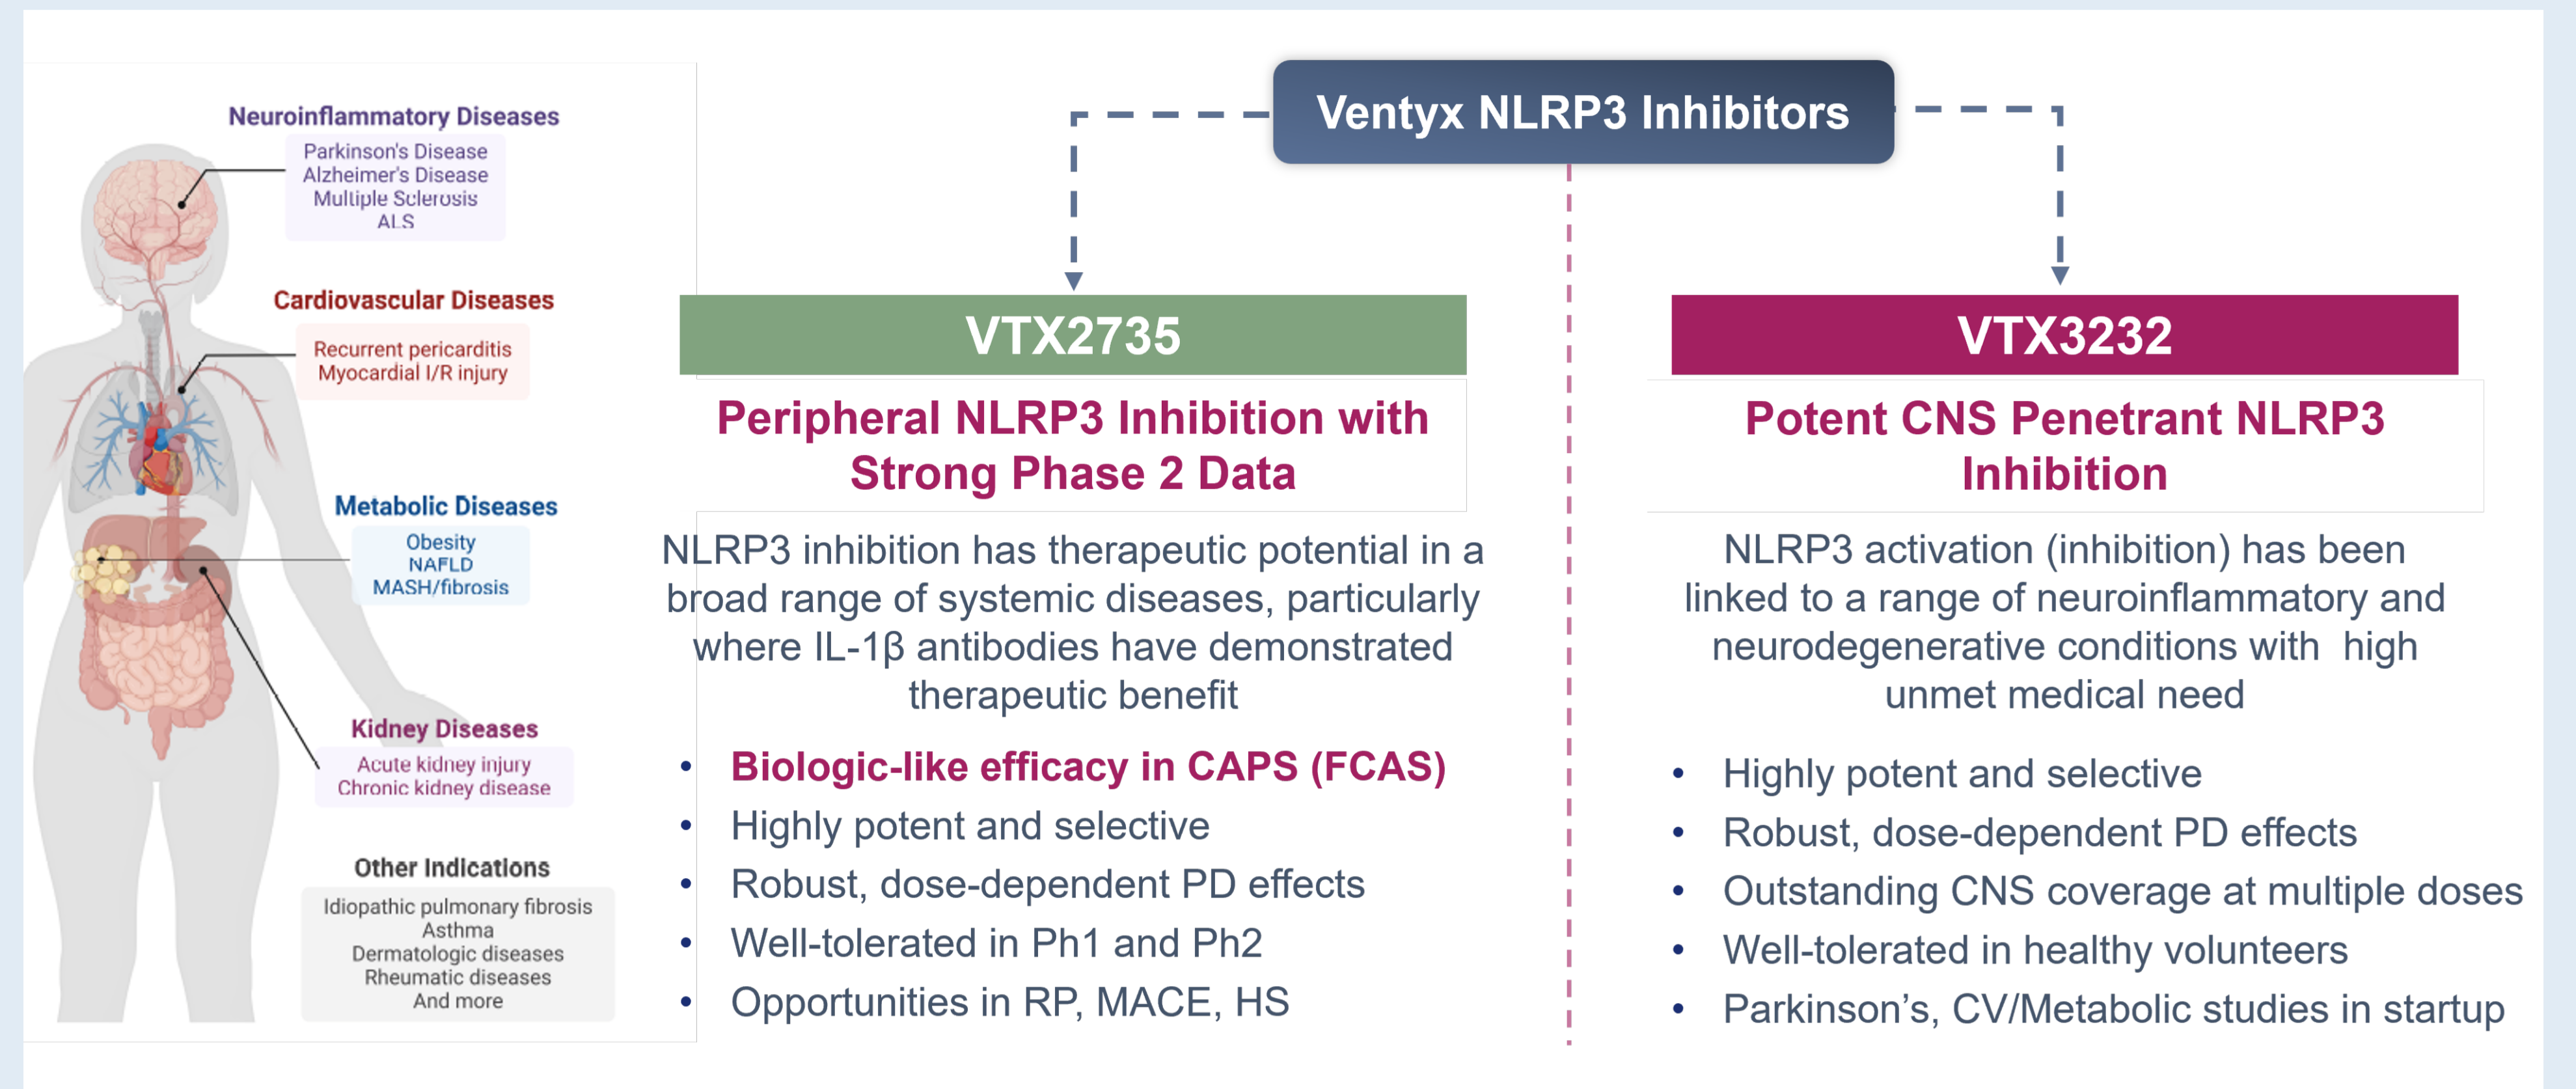 Neuroinflammatory Diseases
Parkinson's Disease
Alzheimer's Disease
Multiple Sclerosis
ALS
Cardiovascular Diseases
Recurrent pericarditis
Myocardial I/R injury
Metabolic Diseases
Obesity
NAFLD
MASH/fibrosis
Kidney Diseases
Acute kidney injury
Chronic kidney disease
Other Indications
Idiopathic pulmonary fibrosis
Asthma
Dermatologic diseases
Rheumatic diseases
And more
Ventyx NLRP3 Inhibitors
VTX2735
Peripheral NLRP3 Inhibition with
Strong Phase 2 Data
NLRP3 inhibition has therapeutic potential in a
broad range of systemic diseases, particularly
where IL-1β antibodies have demonstrated
therapeutic benefit
• Biologic-like efficacy in CAPS (FCAS)
• Highly potent and selective
• Robust, dose-dependent PD effects
• Well-tolerated in Ph1 and Ph2
• Opportunities in RP, MACE, HS
VTX3232
Potent CNS Penetrant NLRP3
Inhibition
NLRP3 activation (inhibition) has been
linked to a range of neuroinflammatory and
neurodegenerative conditions with  high
unmet medical need
• Highly potent and selective
• Robust, dose-dependent PD effects
• Outstanding CNS coverage at multiple doses
• Well-tolerated in healthy volunteers
• Parkinson’s, CV/Metabolic studies in startup